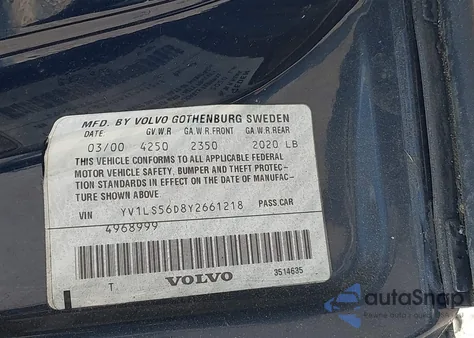 MFD. BY VOLVO GOTHENBURG SWEDEN
DATE GV.W.R GA.W.R.FRONT GA.W.R.REAR
03/00 4250 2350 2020 LB
THIS VEHICLE CONFORMS TO ALL APPLICABLE FEDERAL
MOTOR VEHICLE SAFETY, BUMPER AND THEFT PROTEC-
TION STANDARDS IN EFFECT ON THE DATE OF MANUFAC-
TURE SHOWN ABOVE.
VIN YV1LS56D8Y2661218 PASS.CAR
4968999
T. VOLVO 3514635
autoSnap